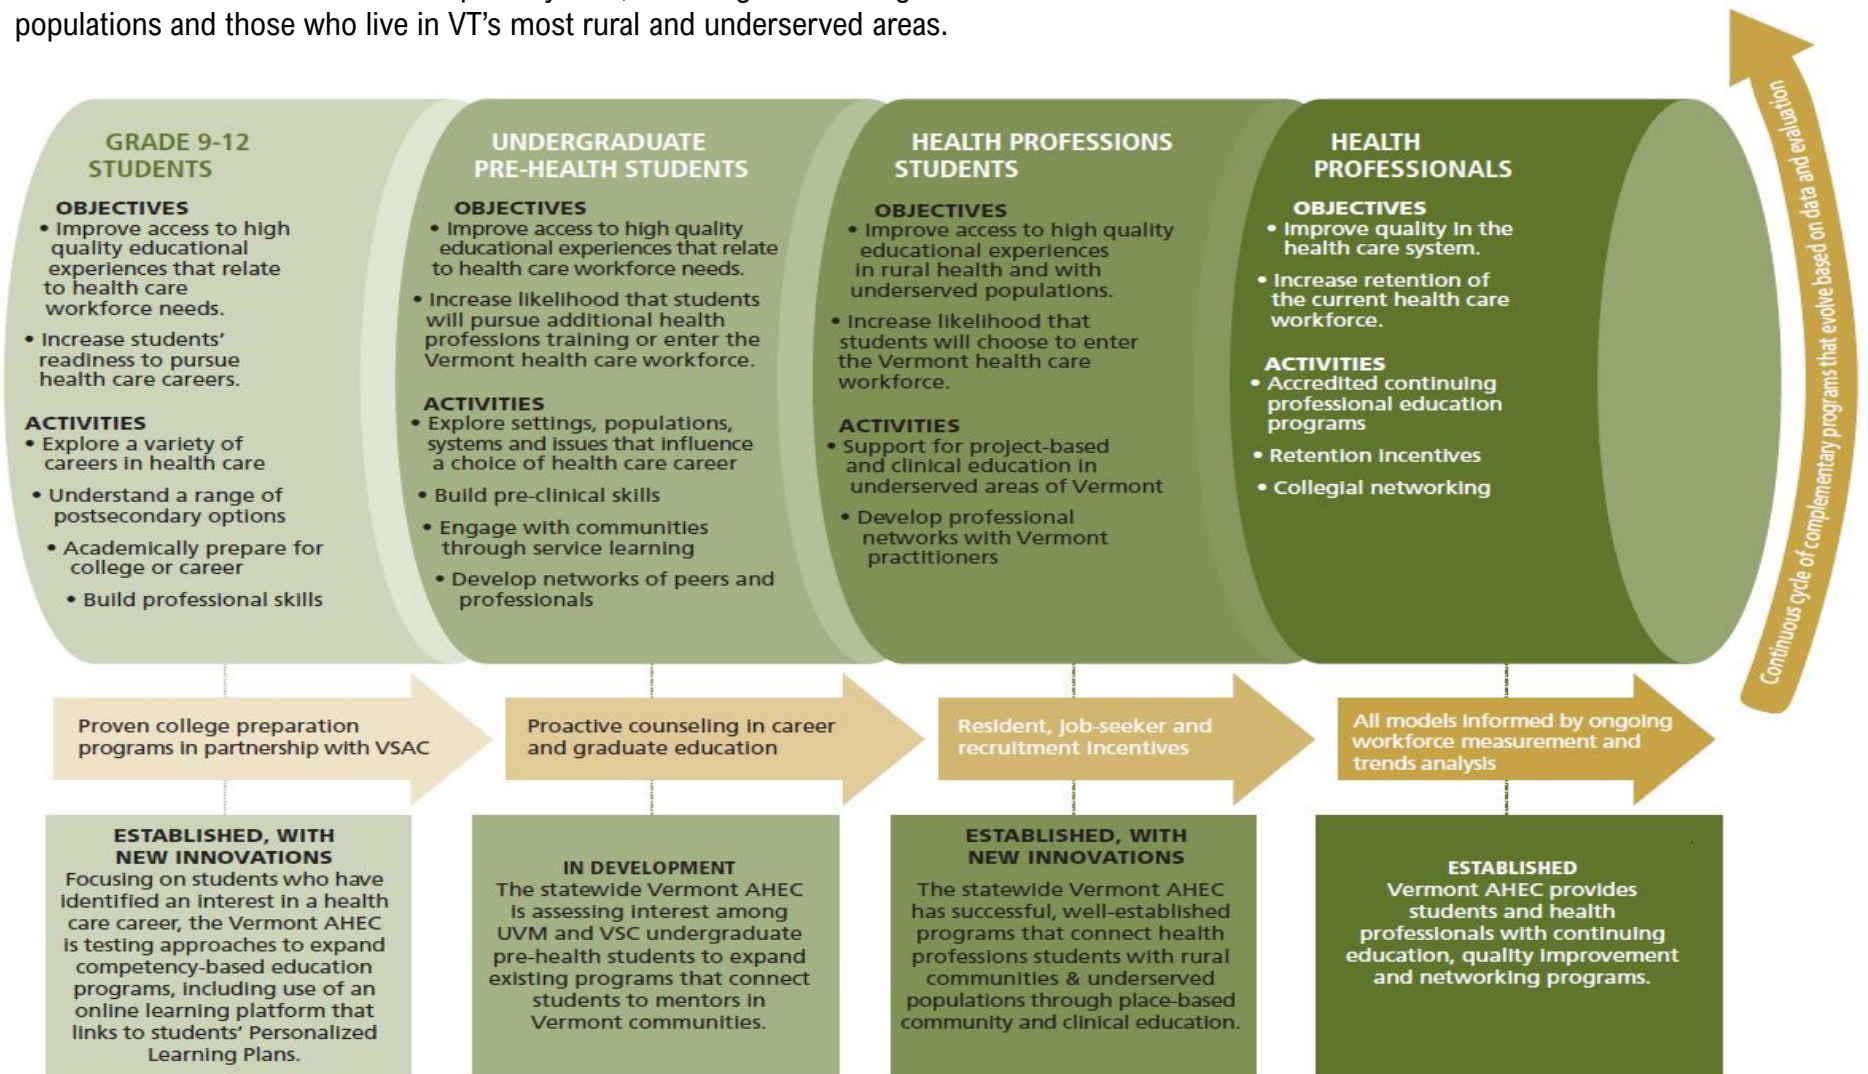 populations and those who live in VT's most rural and underserved areas.
GRADE 9-12
STUDENTS
OBJECTIVES
• Improve access to high
quality educational
experiences that relate
to health care
workforce needs.
• Increase students'
readiness to pursue
health care careers.
ACTIVITIES
• Explore a variety of
careers in health care
• Understand a range of
postsecondary options
• Academically prepare for
college or career
• Build professional skills
UNDERGRADUATE
PRE-HEALTH STUDENTS
OBJECTIVES
• Improve access to high quality
educational experiences that relate
to health care workforce needs.
• Increase likelihood that students
will pursue additional health
professions training or enter the
Vermont health care workforce.
ACTIVITIES
• Explore settings, populations,
systems and issues that influence
a choice of health care career
• Build pre-clinical skills
• Engage with communities
through service learning
• Develop networks of peers and
professionals
HEALTH PROFESSIONS
STUDENTS
OBJECTIVES
• Improve access to high quality
educational experiences
in rural health and with
underserved populations.
• Increase likelihood that
students will choose to enter
the Vermont health care
workforce.
ACTIVITIES
• Support for project-based
and clinical education in
underserved areas of Vermont
• Develop professional
networks with Vermont
practitioners
HEALTH
PROFESSIONALS
OBJECTIVES
• Improve quality in the
health care system.
• Increase retention of
the current health care
workforce.
ACTIVITIES
• Accredited continuing
professional education
programs
• Retention incentives
• Collegial networking
Continuous cycle of complementary programs that evolve based on data and evaluation
Proven college preparation
programs in partnership with VSAC
Proactive counseling in career
and graduate education
Resident, job-seeker and
recruitment incentives
All models informed by ongoing
workforce measurement and
trends analysis
ESTABLISHED, WITH
NEW INNOVATIONS
Focusing on students who have
identified an interest in a health
care career, the Vermont AHEC
is testing approaches to expand
competency-based education
programs, including use of an
online learning platform that
links to students' Personalized
Learning Plans.
IN DEVELOPMENT
The statewide Vermont AHEC
is assessing interest among
UVM and VSC undergraduate
pre-health students to expand
existing programs that connect
students to mentors in
Vermont communities.
ESTABLISHED, WITH
NEW INNOVATIONS
The statewide Vermont AHEC
has successful, well-established
programs that connect health
professions students with rural
communities & underserved
populations through place-based
community and clinical education.
ESTABLISHED
Vermont AHEC provides
students and health
professionals with continuing
education, quality improvement
and networking programs.